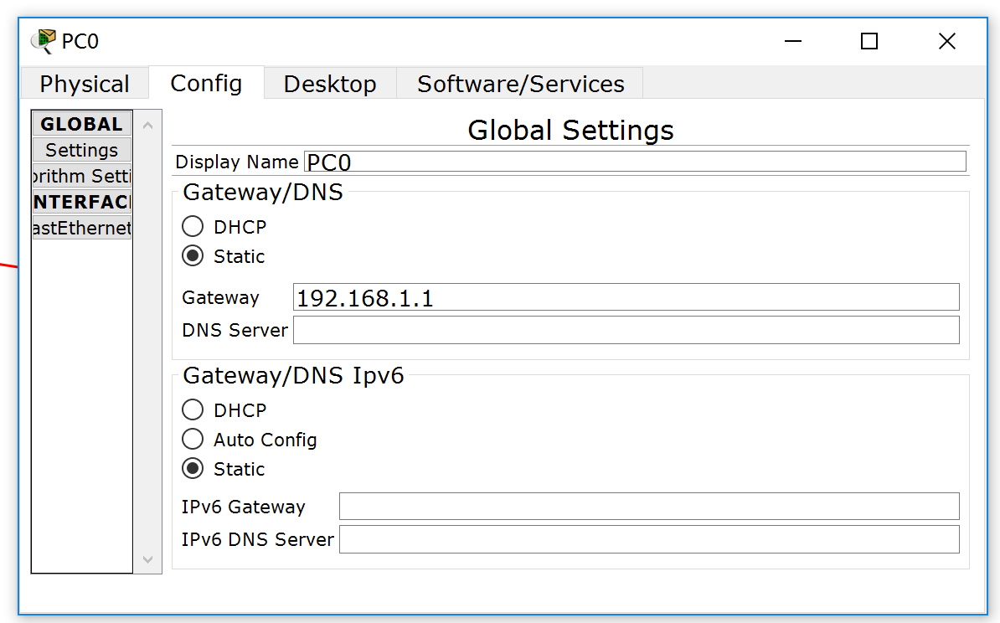 PC0
Physical Config Desktop Software/Services
GLOBAL
Settings
orithm Setti
NTERFAC
astEthernet
Global Settings
Display Name PC0
Gateway/DNS
DHCP
Static
Gateway 192.168.1.1
DNS Server
Gateway/DNS Ipv6
DHCP
Auto Config
Static
IPv6 Gateway
IPv6 DNS Server